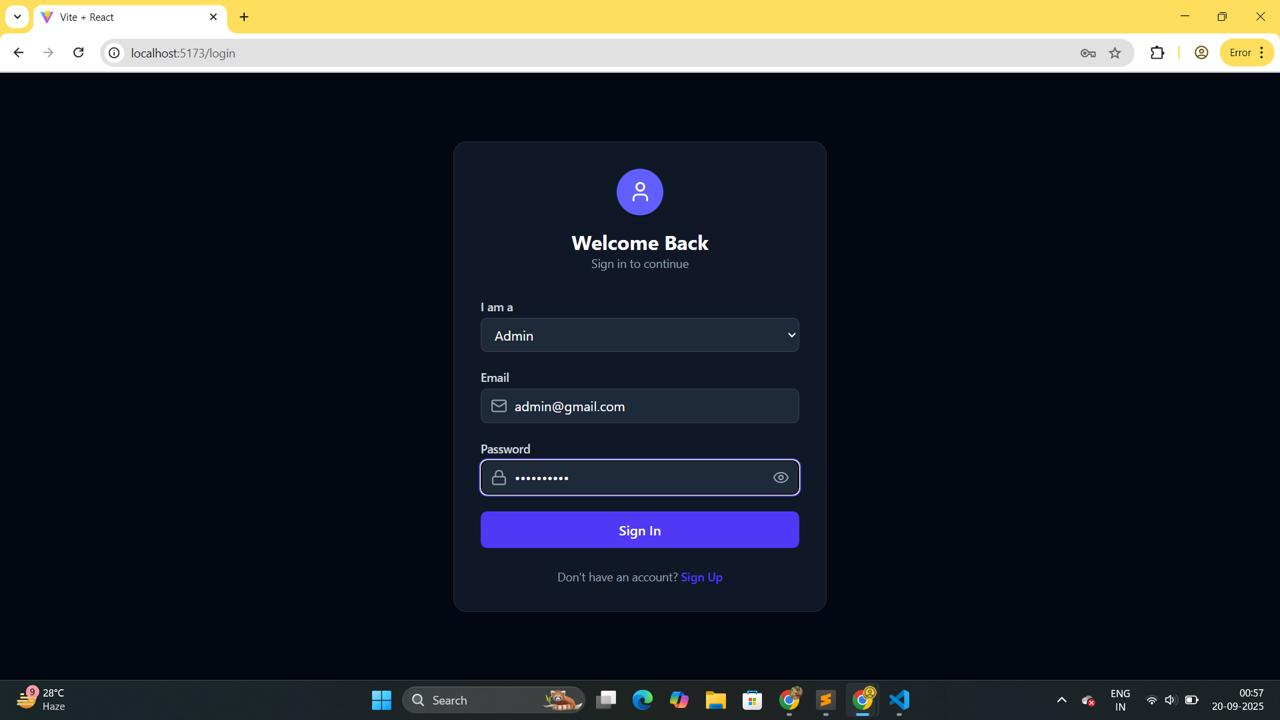 Vite + React
localhost:5173/login
Error
Welcome Back
Sign in to continue
I am a
Admin
Email
admin@gmail.com
Password
••••••••••
Sign In
Don't have an account? Sign Up
9
28°C
Haze
Search
ENG
IN
00:57
20-09-2025